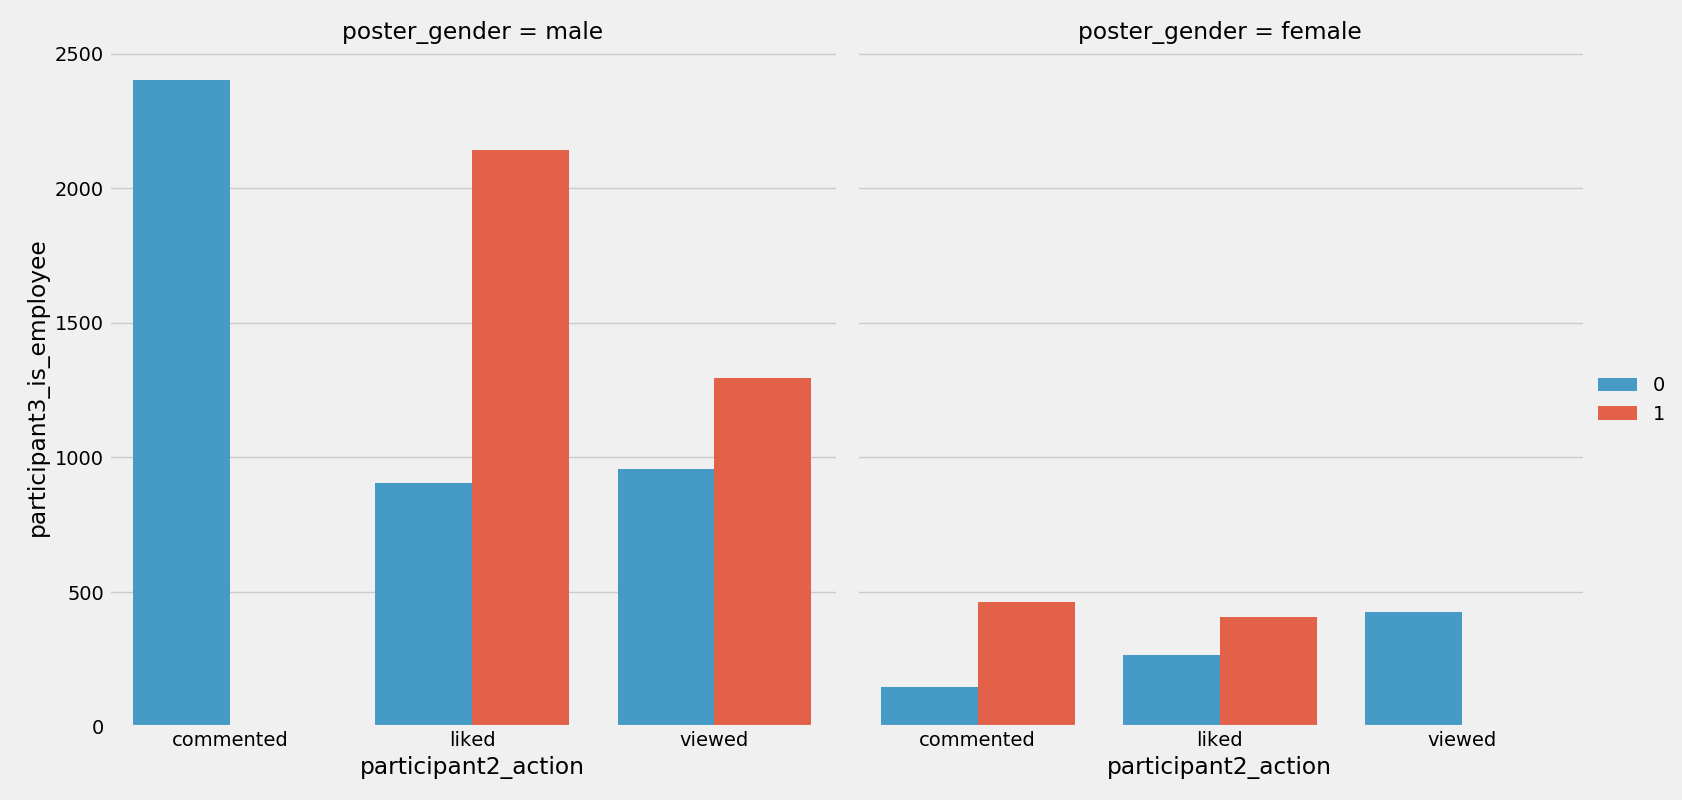 poster_gender = male
poster_gender = female
participant3_is_employee
2500
2000
1500
1000
500
0
commented
liked
viewed
participant2_action
commented
liked
viewed
participant2_action
0
1